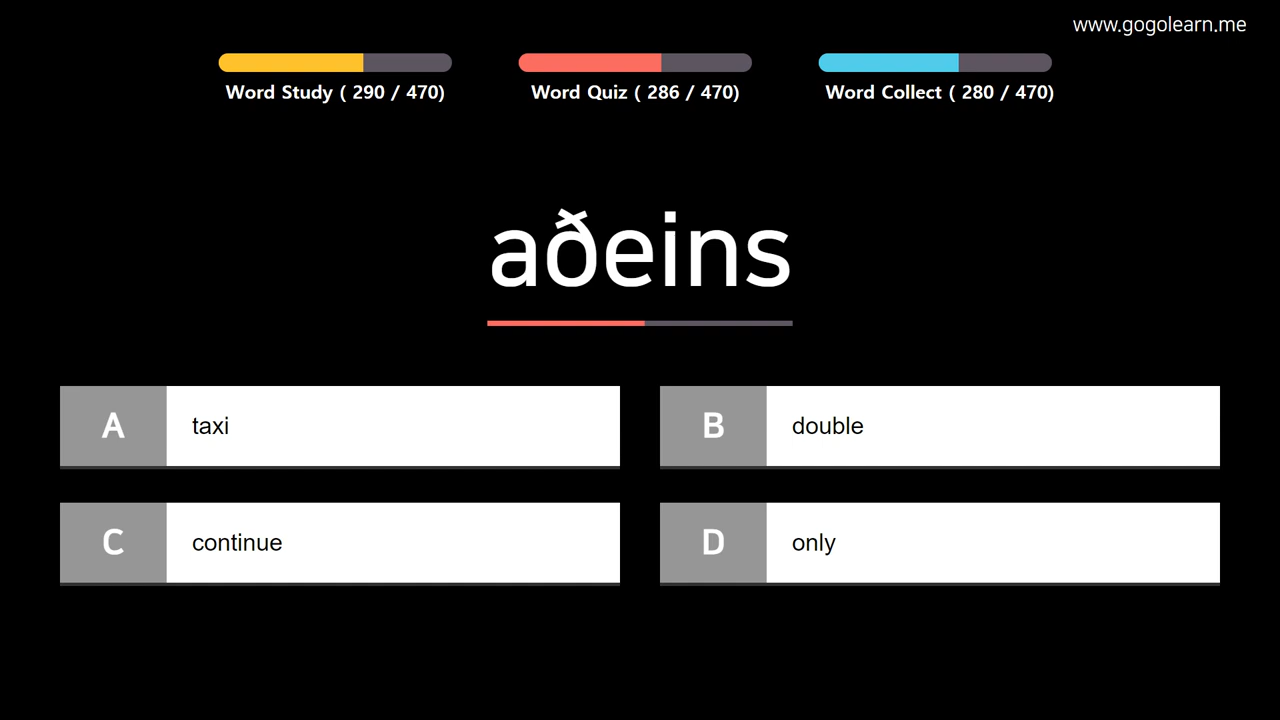 www.gogolearn.me
Word Study ( 290 / 470)
Word Quiz ( 286 / 470)
Word Collect ( 280 / 470)
aðeins
A taxi
B double
C continue
D only